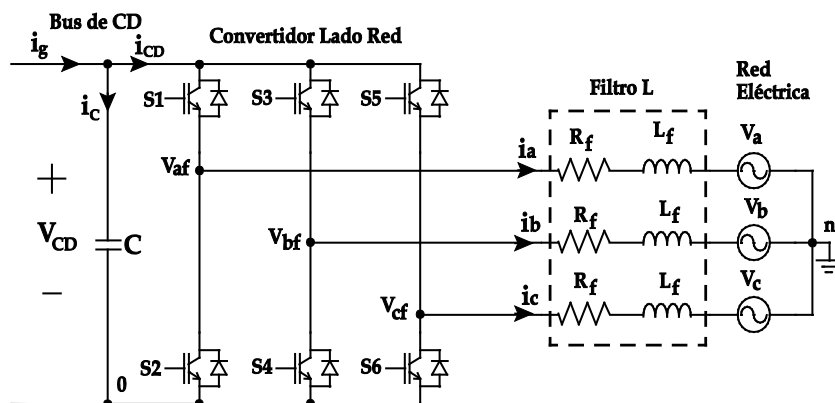 Bus de CD
Convertidor Lado Red
Filtro L
Red
Eléctrica
ig
iCD
iC
S1
S3
S5
Vaf
Vbf
Vcf
ia
ib
ic
Rf
Lf
Va
Rf
Lf
Vb
Rf
Lf
Vc
n
+
VCD
−
C
S2
S4
S6
0